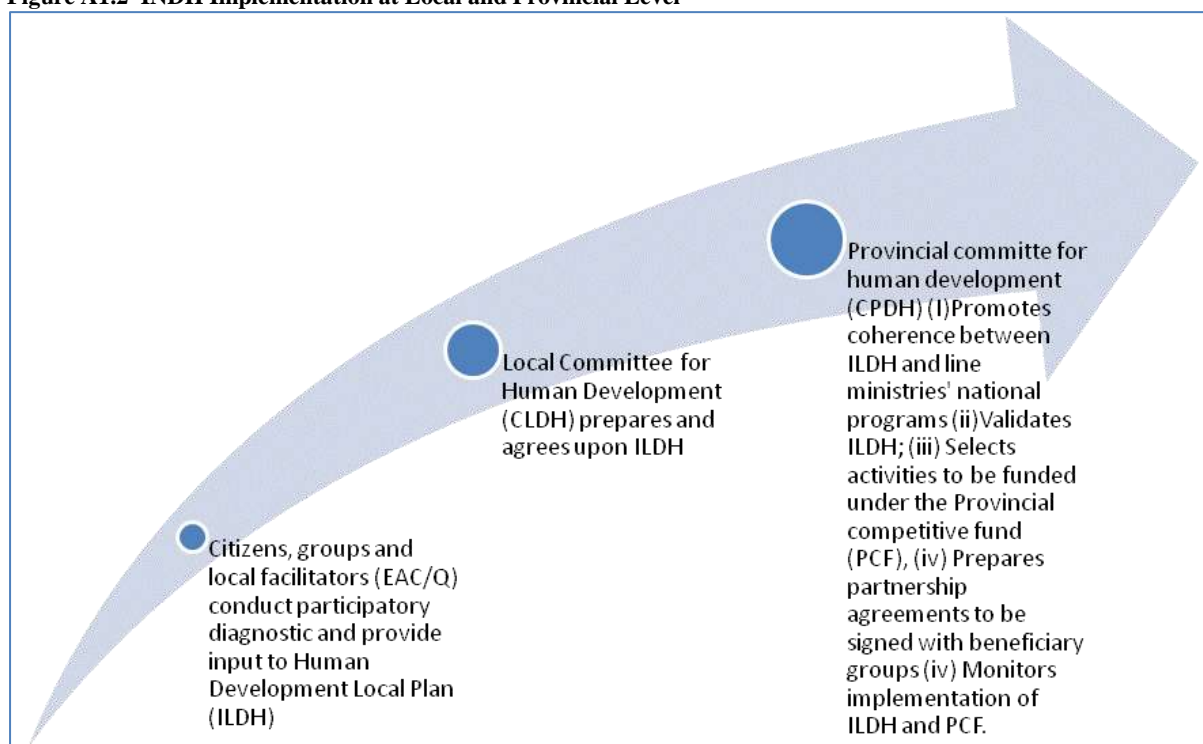 Figure A1.2 INDH Implementation at Local and Provincial Level
Citizens, groups and
local facilitators (EAC/Q)
conduct participatory
diagnostic and provide
input to Human
Development Local Plan
(ILDH)
Local Committee for
Human Development
(CLDH) prepares and
agrees upon ILDH
Provincial committe for
human development
(CPDH) (I)Promotes
coherence between
ILDH and line
ministries' national
programs (ii)Validates
ILDH; (iii) Selects
activities to be funded
under the Provincial
competitive fund
(PCF), (iv) Prepares
partnership
agreements to be
signed with beneficiary
groups (iv) Monitors
implementation of
ILDH and PCF.